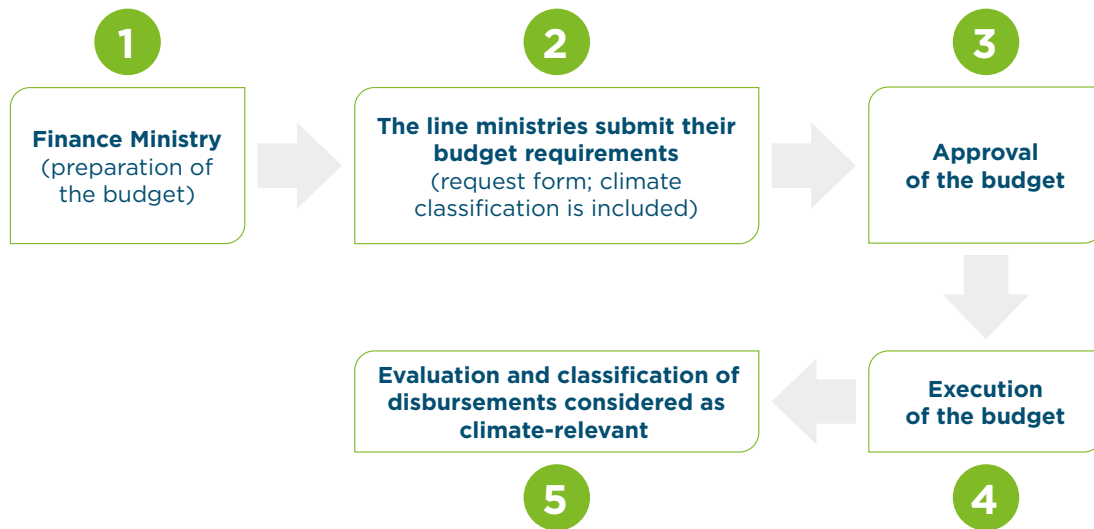 1
Finance Ministry
(preparation of
the budget)
2
The line ministries submit their
budget requirements
(request form; climate
classification is included)
3
Approval
of the budget
Execution
of the budget
4
Evaluation and classification of
disbursements considered as
climate-relevant
5